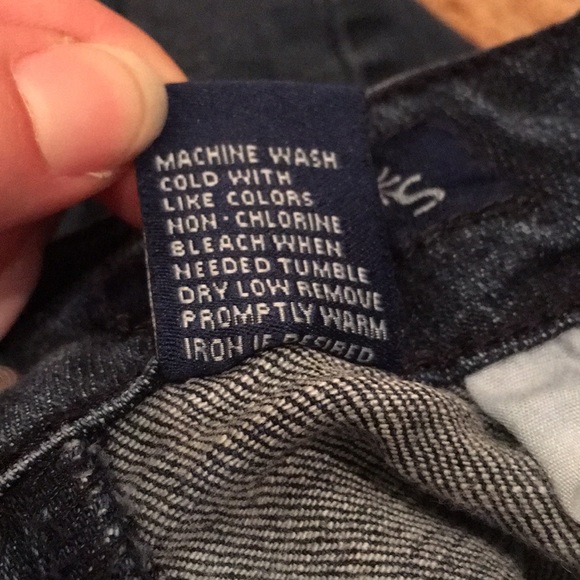 MACHINE WASH
COLD WITH
LIKE COLORS
NON-CHLORINE
BLEACH WHEN
NEEDED TUMBLE
DRY LOW REMOVE
PROMPTLY WARM
IRON IF DESIRED